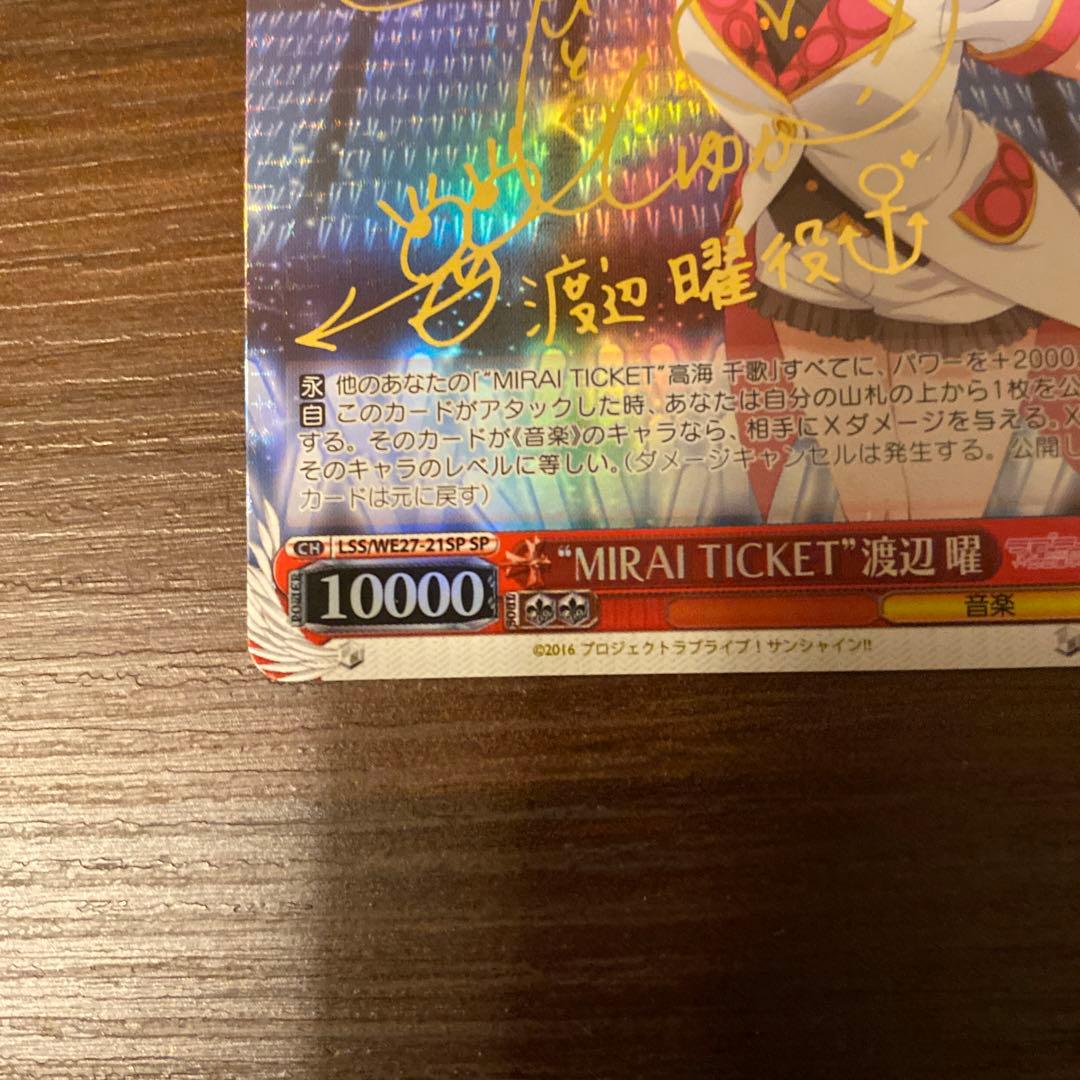 しゅか
渡辺 曜 役
永 他のあなたの「“MIRAI TICKET”高海 千歌」すべてに、パワーを+2000。
自 このカードがアタックした時、あなたは自分の山札の上から1枚を公
する。そのカードが《音楽》のキャラなら、相手にXダメージを与える。X
そのキャラのレベルに等しい。(ダメージキャンセルは発生する。公開し
カードは元に戻す)
CH LSS/WE27-21SP SP
“MIRAI TICKET”渡辺 曜
POWER 10000 SOUL 音楽
©2016 プロジェクトラブライブ!サンシャイン!!